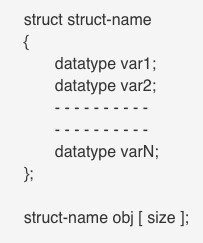 struct struct-name
{
datatype var1;
datatype var2;
- - - - - - - - - -
- - - - - - - - - -
datatype varN;
};
struct-name obj [ size ];